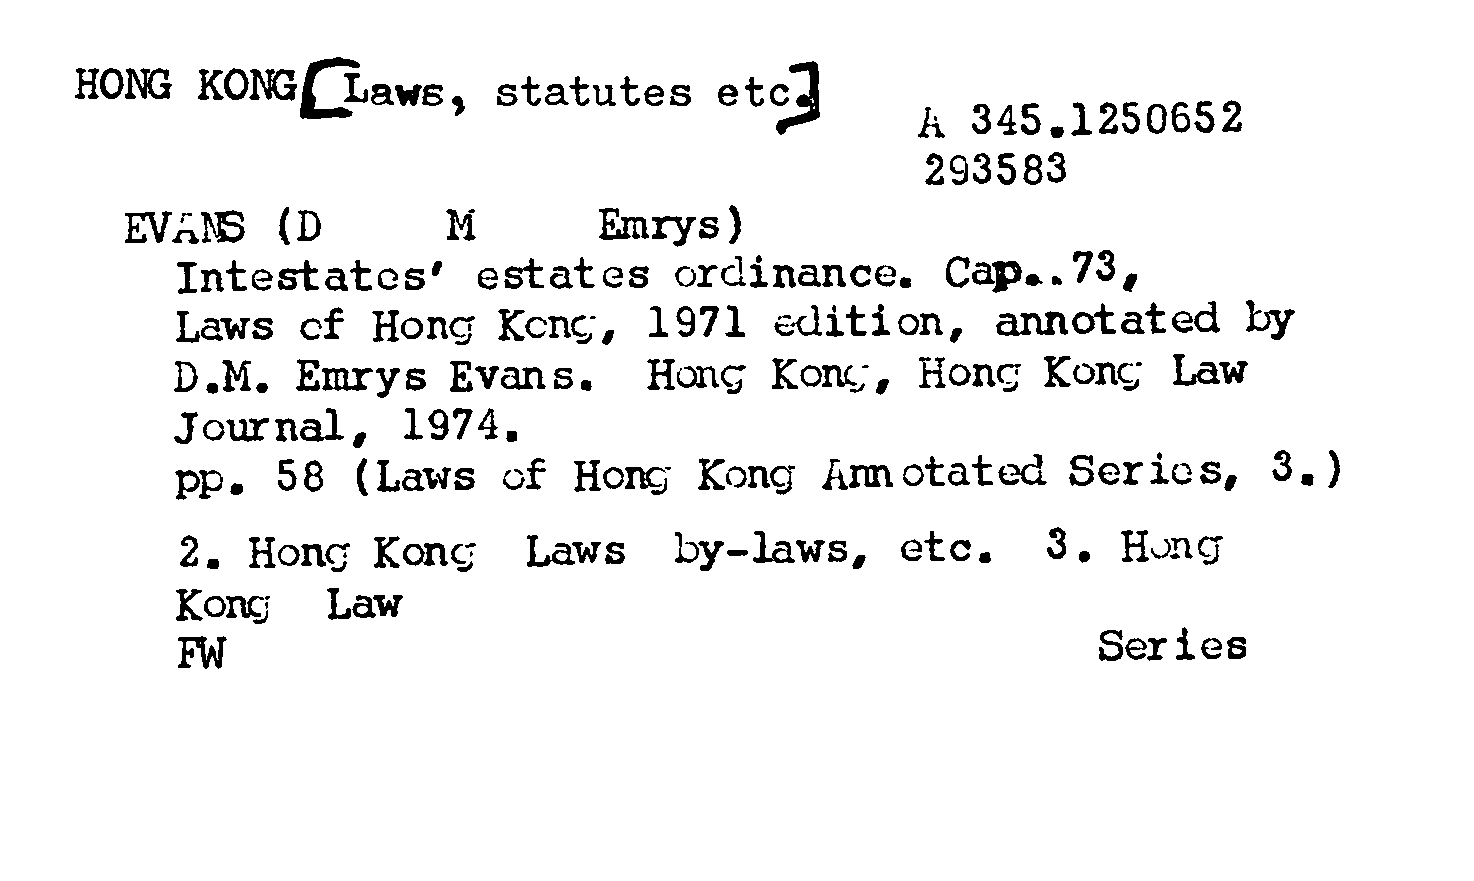 HONG KONG [Laws, statutes etc.]
A 345.1250652
293583
EVANS (D M Emrys)
Intestates' estates ordinance. Cap..73,
Laws of Hong Kong, 1971 edition, annotated by
D.M. Emrys Evans. Hong Kong, Hong Kong Law
Journal, 1974.
pp. 58 (Laws of Hong Kong Annotated Series, 3.)
2. Hong Kong Laws by-laws, etc. 3. Hong
Kong Law
FW Series